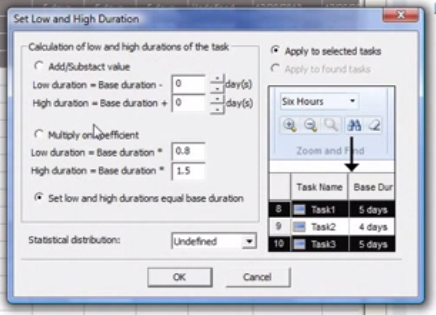 Set Low and High Duration
Calculation of low and high durations of the task
Add/Substact value
Low duration = Base duration - 0 day(s)
High duration = Base duration + 0 day(s)
Multiply on coefficient
Low duration = Base duration * 0.8
High duration = Base duration * 1.5
Set low and high durations equal base duration
Statistical distribution: Undefined
OK
Cancel
Apply to selected tasks
Apply to found tasks
Six Hours
Zoom and Find
Task Name Base Dur
8 Task1 5 days
9 Task2 4 days
10 Task3 5 days